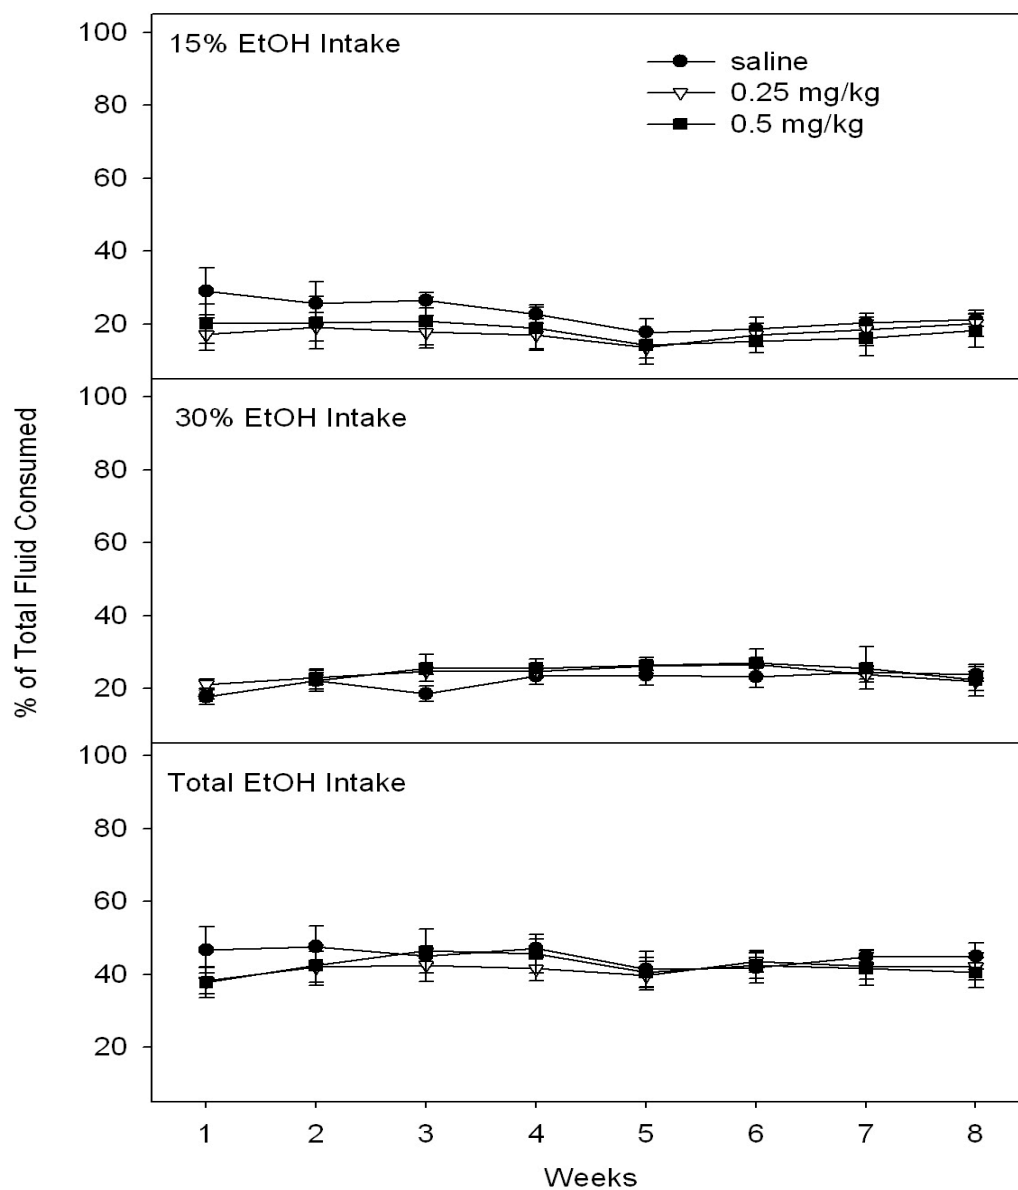 100
15% EtOH Intake
saline
0.25 mg/kg
0.5 mg/kg
80
60
40
20
100
30% EtOH Intake
80
60
40
20
100
Total EtOH Intake
80
60
40
20
% of Total Fluid Consumed
1 2 3 4 5 6 7 8
Weeks